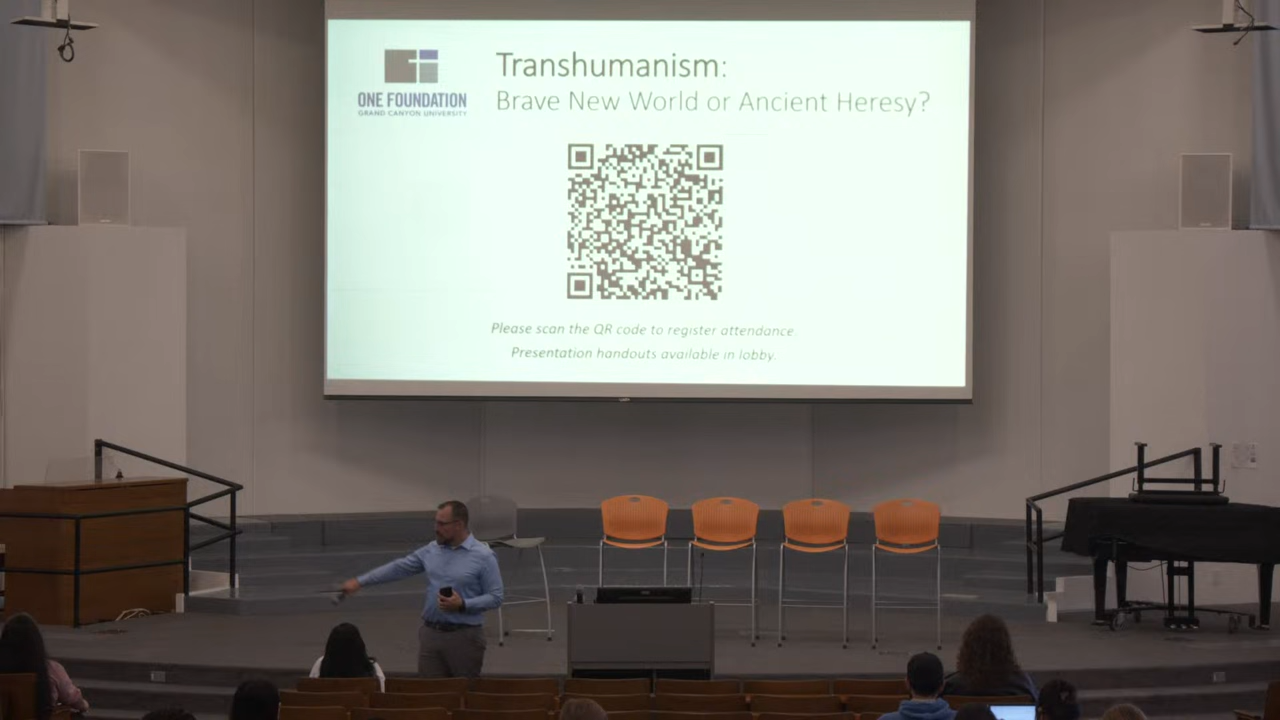 Transhumanism:
Brave New World or Ancient Heresy?
ONE FOUNDATION
GRAND CANYON UNIVERSITY
Please scan the QR code to register attendance.
Presentation handouts available in lobby.